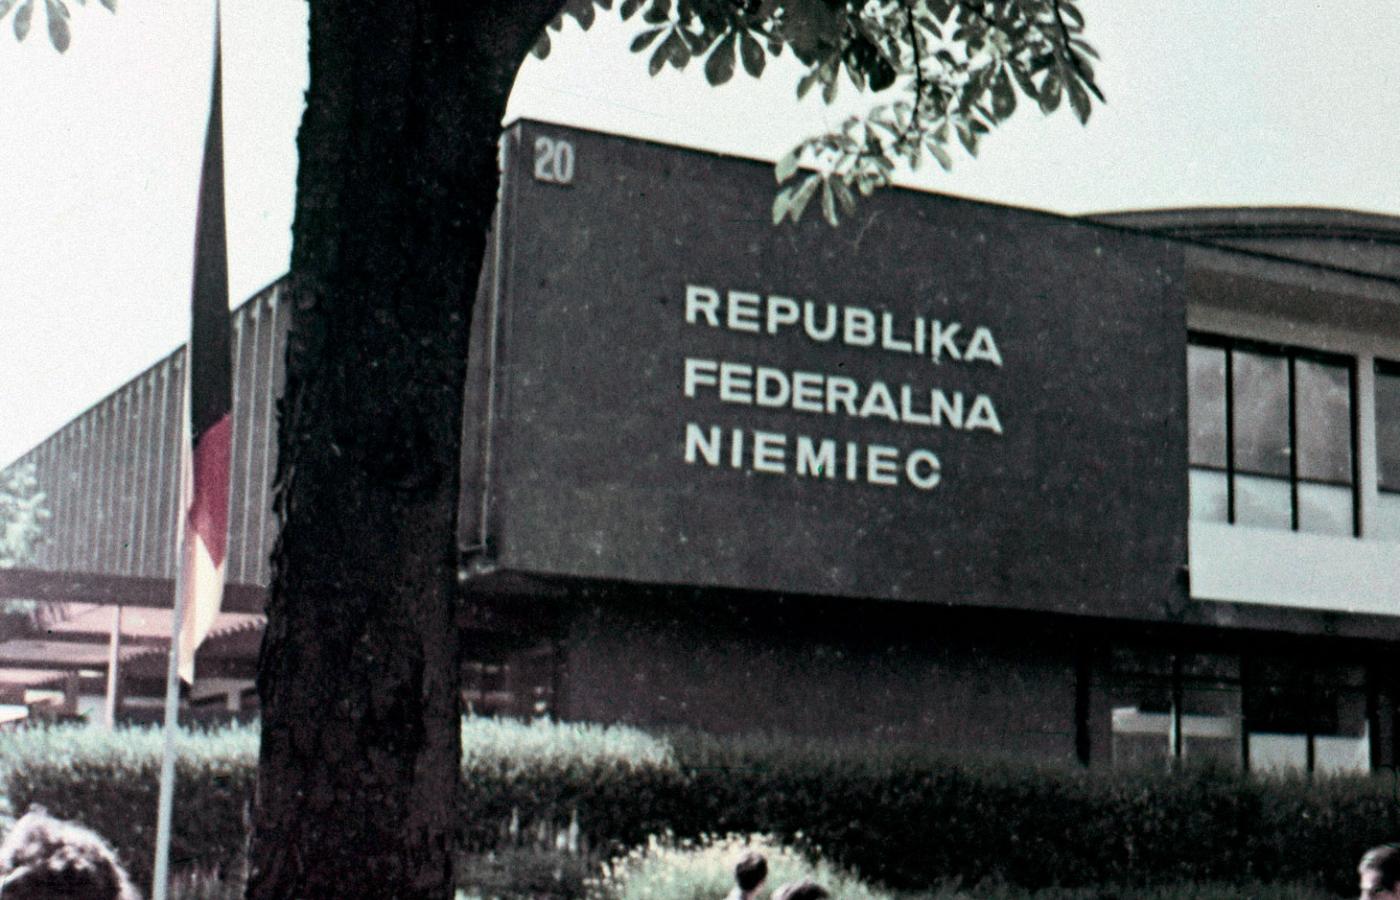 20
REPUBLIKA
FEDERALNA
NIEMIEC